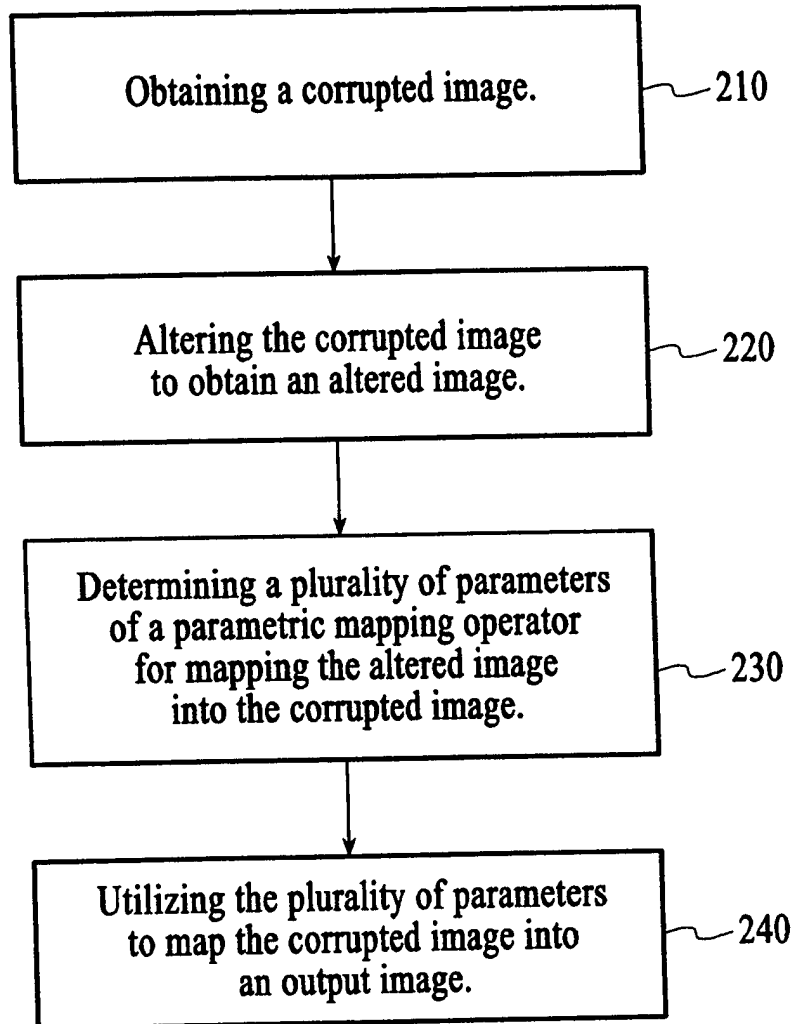 Obtaining a corrupted image.
210
Altering the corrupted image
to obtain an altered image.
220
Determining a plurality of parameters
of a parametric mapping operator
for mapping the altered image
into the corrupted image.
230
Utilizing the plurality of parameters
to map the corrupted image into
an output image.
240